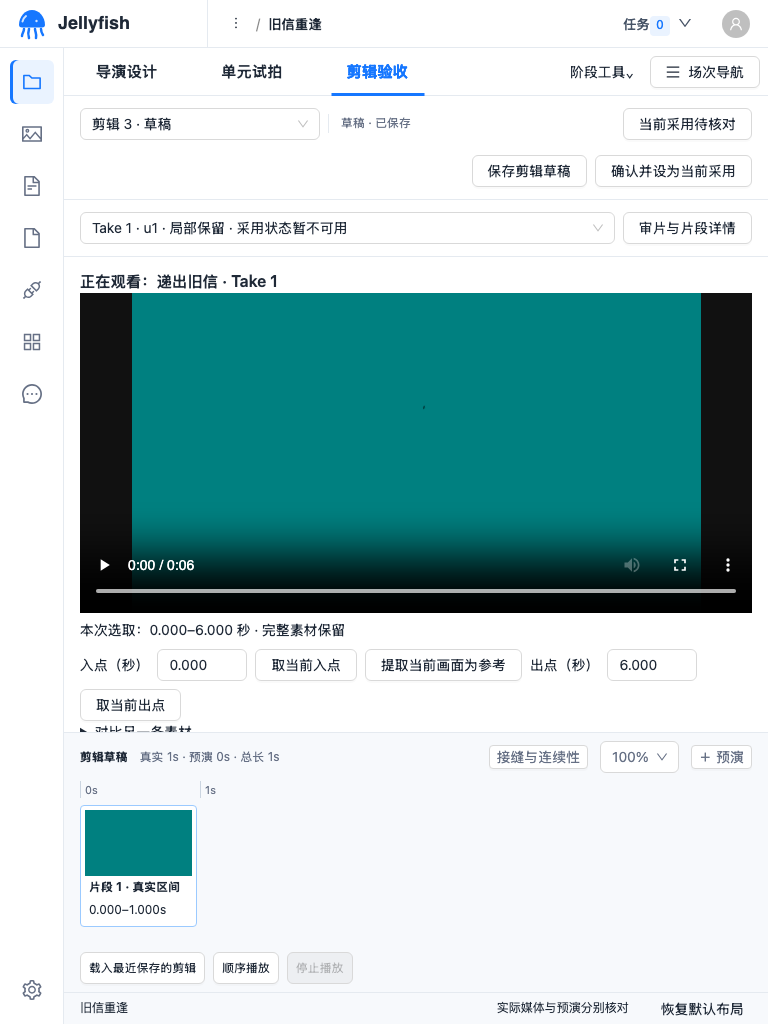 Jellyfish
/ 旧信重逢
任务 0
导演设计 单元试拍 剪辑验收
阶段工具 场次导航
剪辑 3 · 草稿
草稿 · 已保存
当前采用待核对
保存剪辑草稿 确认并设为当前采用
Take 1 · u1 · 局部保留 · 采用状态暂不可用
审片与片段详情
正在观看：递出旧信 · Take 1
0:00 / 0:06
本次选取：0.000–6.000 秒 · 完整素材保留
入点（秒） 0.000 取当前入点 提取当前画面为参考 出点（秒） 6.000
取当前出点
对比另一条素材
剪辑草稿 真实 1s · 预演 0s · 总长 1s
接缝与连续性 100% + 预演
0s 1s
片段 1 · 真实区间
0.000–1.000s
载入最近保存的剪辑 顺序播放 停止播放
旧信重逢 实际媒体与预演分别核对 恢复默认布局